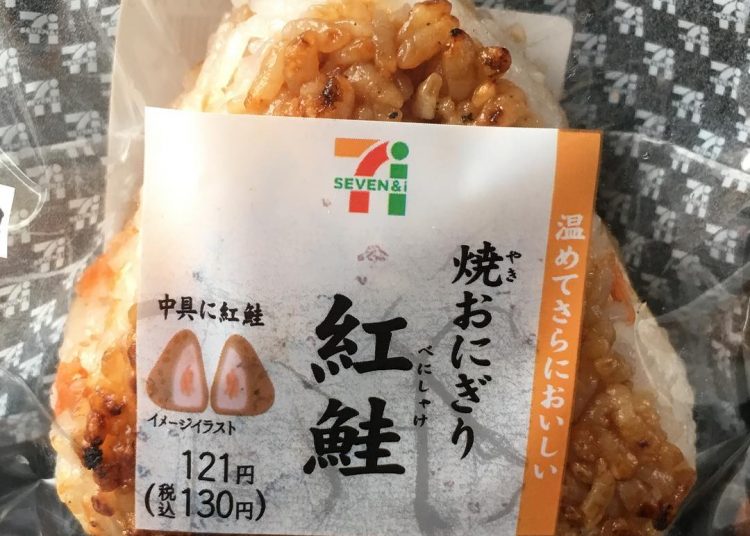 SEVEN&i
温めてさらにおいしい
焼おにぎり
やき
紅鮭
べにしゃけ
中具に紅鮭
イメージイラスト
121円
(税込130円)